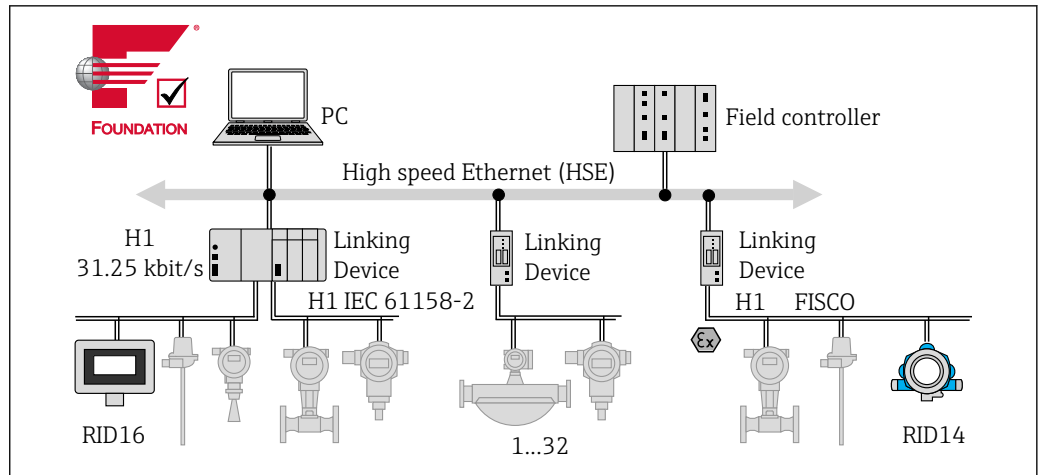 ®
FOUNDATION
PC
Field controller
High speed Ethernet (HSE)
H1
31.25 kbit/s
Linking
Device
Linking
Device
Linking
Device
H1 IEC 61158-2
H1 FISCO
Ex
RID16
1...32
RID14